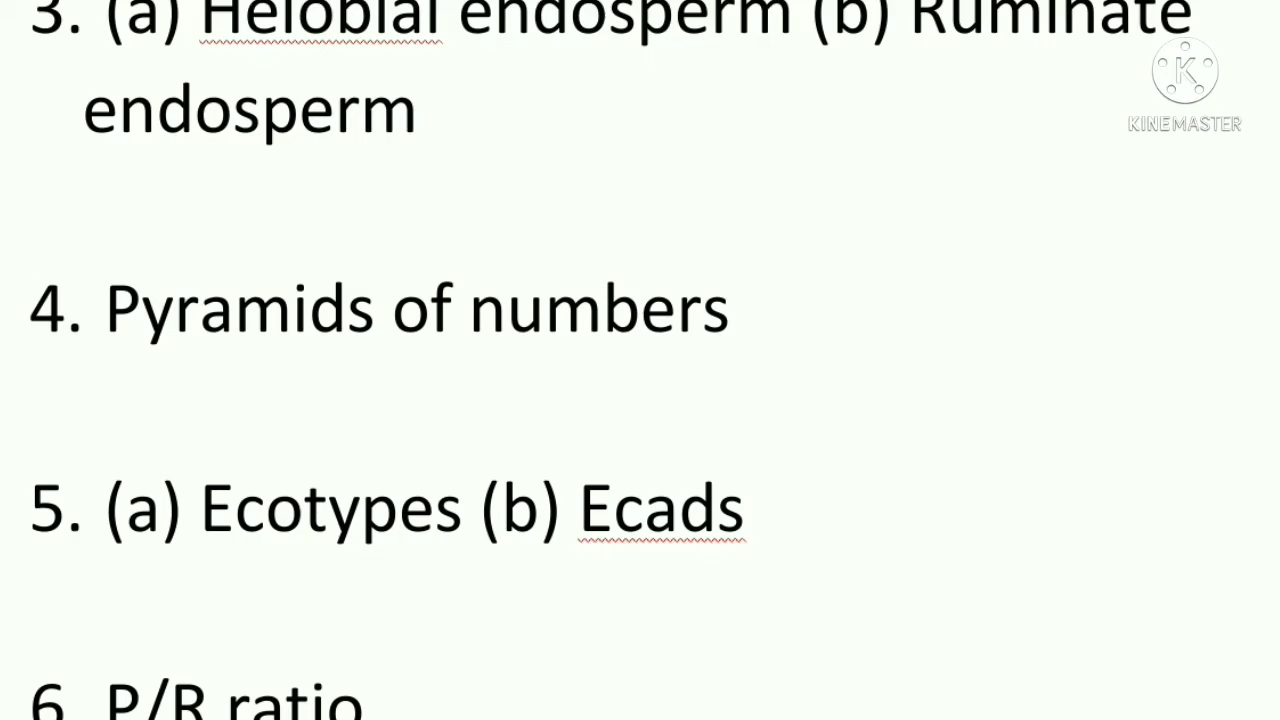 3. (a) Helobial endosperm (b) Ruminate
endosperm
K
KINEMASTER
4. Pyramids of numbers
5. (a) Ecotypes (b) Ecads
6. P/R ratio